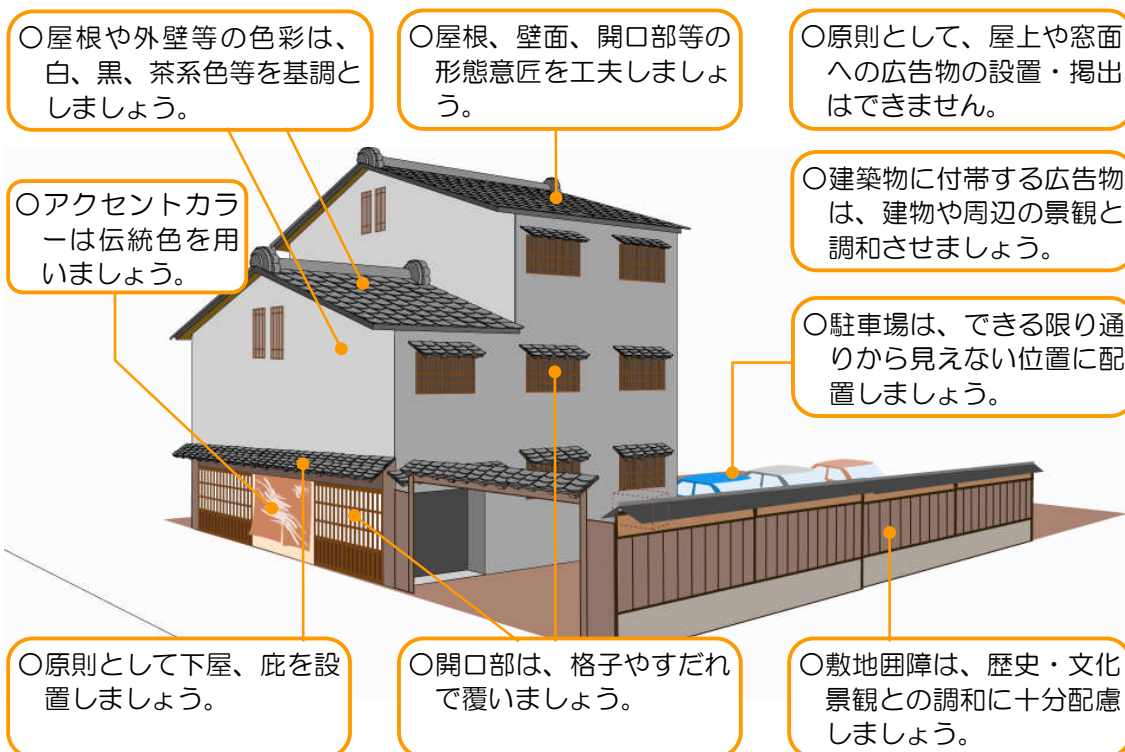 ○屋根や外壁等の色彩は、
白、黒、茶系色等を基調と
しましょう。
○屋根、壁面、開口部等の
形態意匠を工夫しましょ
う。
○原則として、屋上や窓面
への広告物の設置・掲出
はできません。
○アクセントカラ
ーは伝統色を用
いましょう。
○建築物に付帯する広告物
は、建物や周辺の景観と
調和させましょう。
○駐車場は、できる限り通
りから見えない位置に配
置しましょう。
○原則として下屋、庇を設
置しましょう。
○開口部は、格子やすだれ
で覆いましょう。
○敷地囲障は、歴史・文化
景観との調和に十分配慮
しましょう。